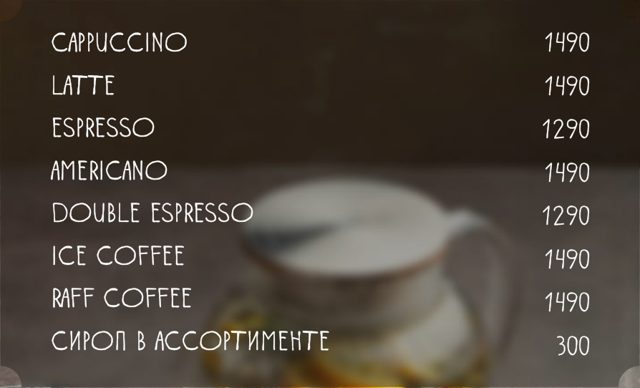 CAPPUCCINO 1490
LATTE 1490
ESPRESSO 1290
AMERICANO 1490
DOUBLE ESPRESSO 1290
ICE COFFEE 1490
RAFF COFFEE 1490
СИРОП В АССОРТИМЕНТЕ 300